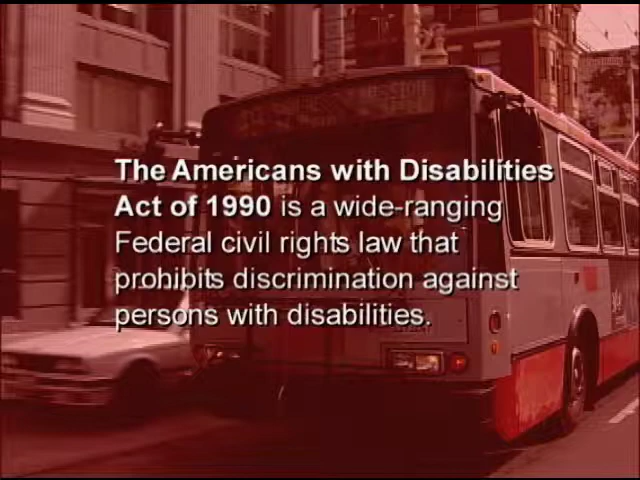 The Americans with Disabilities
Act of 1990 is a wide-ranging
Federal civil rights law that
prohibits discrimination against
persons with disabilities.